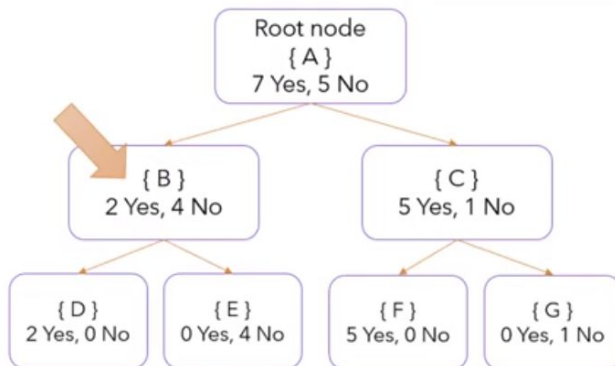 Root node
{ A }
7 Yes, 5 No
{ B }
2 Yes, 4 No
{ C }
5 Yes, 1 No
{ D }
2 Yes, 0 No
{ E }
0 Yes, 4 No
{ F }
5 Yes, 0 No
{ G }
0 Yes, 1 No